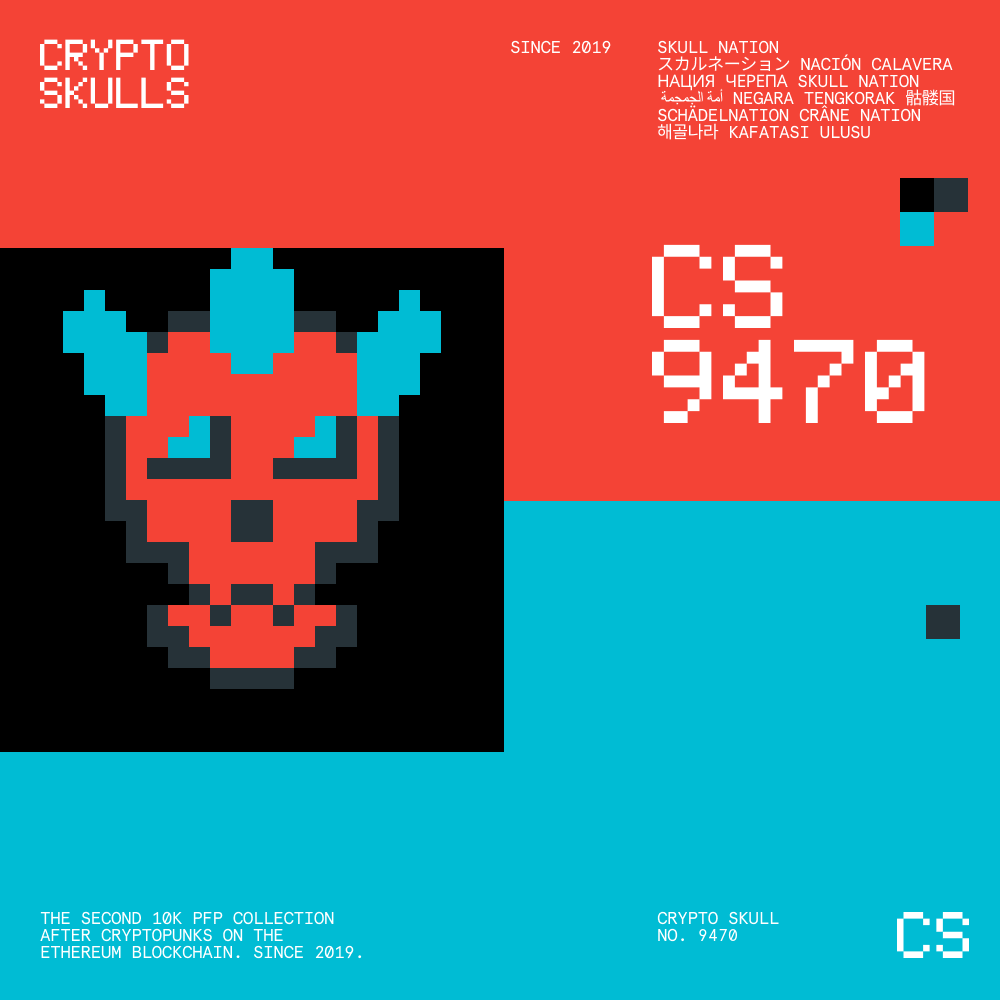 CRYPTO
SKULLS
SINCE 2019
SKULL NATION
スカルネーション NACIÓN CALAVERA
НАЦИЯ ЧЕРЕПА SKULL NATION
أمة الجمجمة NEGARA TENGKORAK 骷髅国
SCHÄDELNATION CRÂNE NATION
해골나라 KAFATASI ULUSU
CS
9470
THE SECOND 10K PFP COLLECTION
AFTER CRYPTOPUNKS ON THE
ETHEREUM BLOCKCHAIN. SINCE 2019.
CRYPTO SKULL
NO. 9470
CS